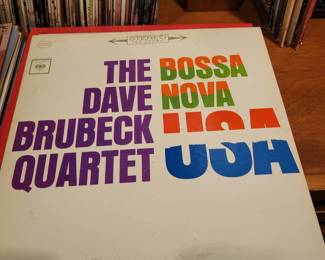 STEREO
THE DAVE BRUBECK QUARTET
BOSSA NOVA USA